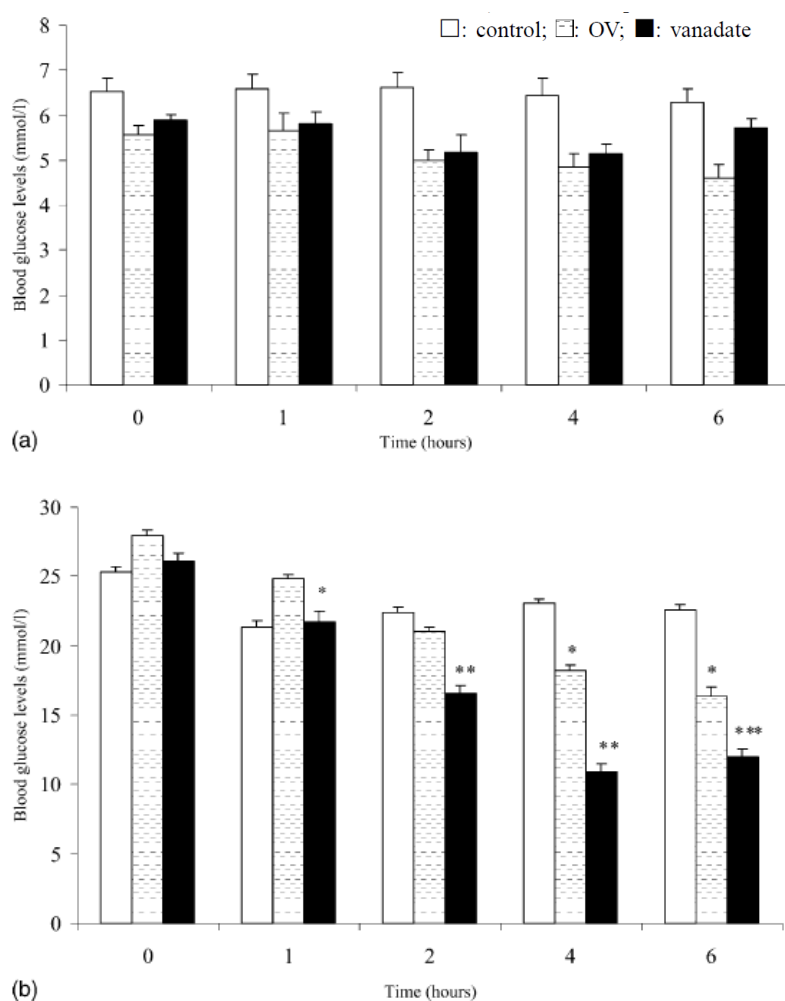 □: control; : OV; ■: vanadate
8
7
6
5
4
3
2
1
0
Blood glucose levels (mmol/l)
0 1 2 4 6
Time (hours)
(a)
30
25
20
15
10
5
0
Blood glucose levels (mmol/l)
*
**
*
**
*
***
0 1 2 4 6
Time (hours)
(b)